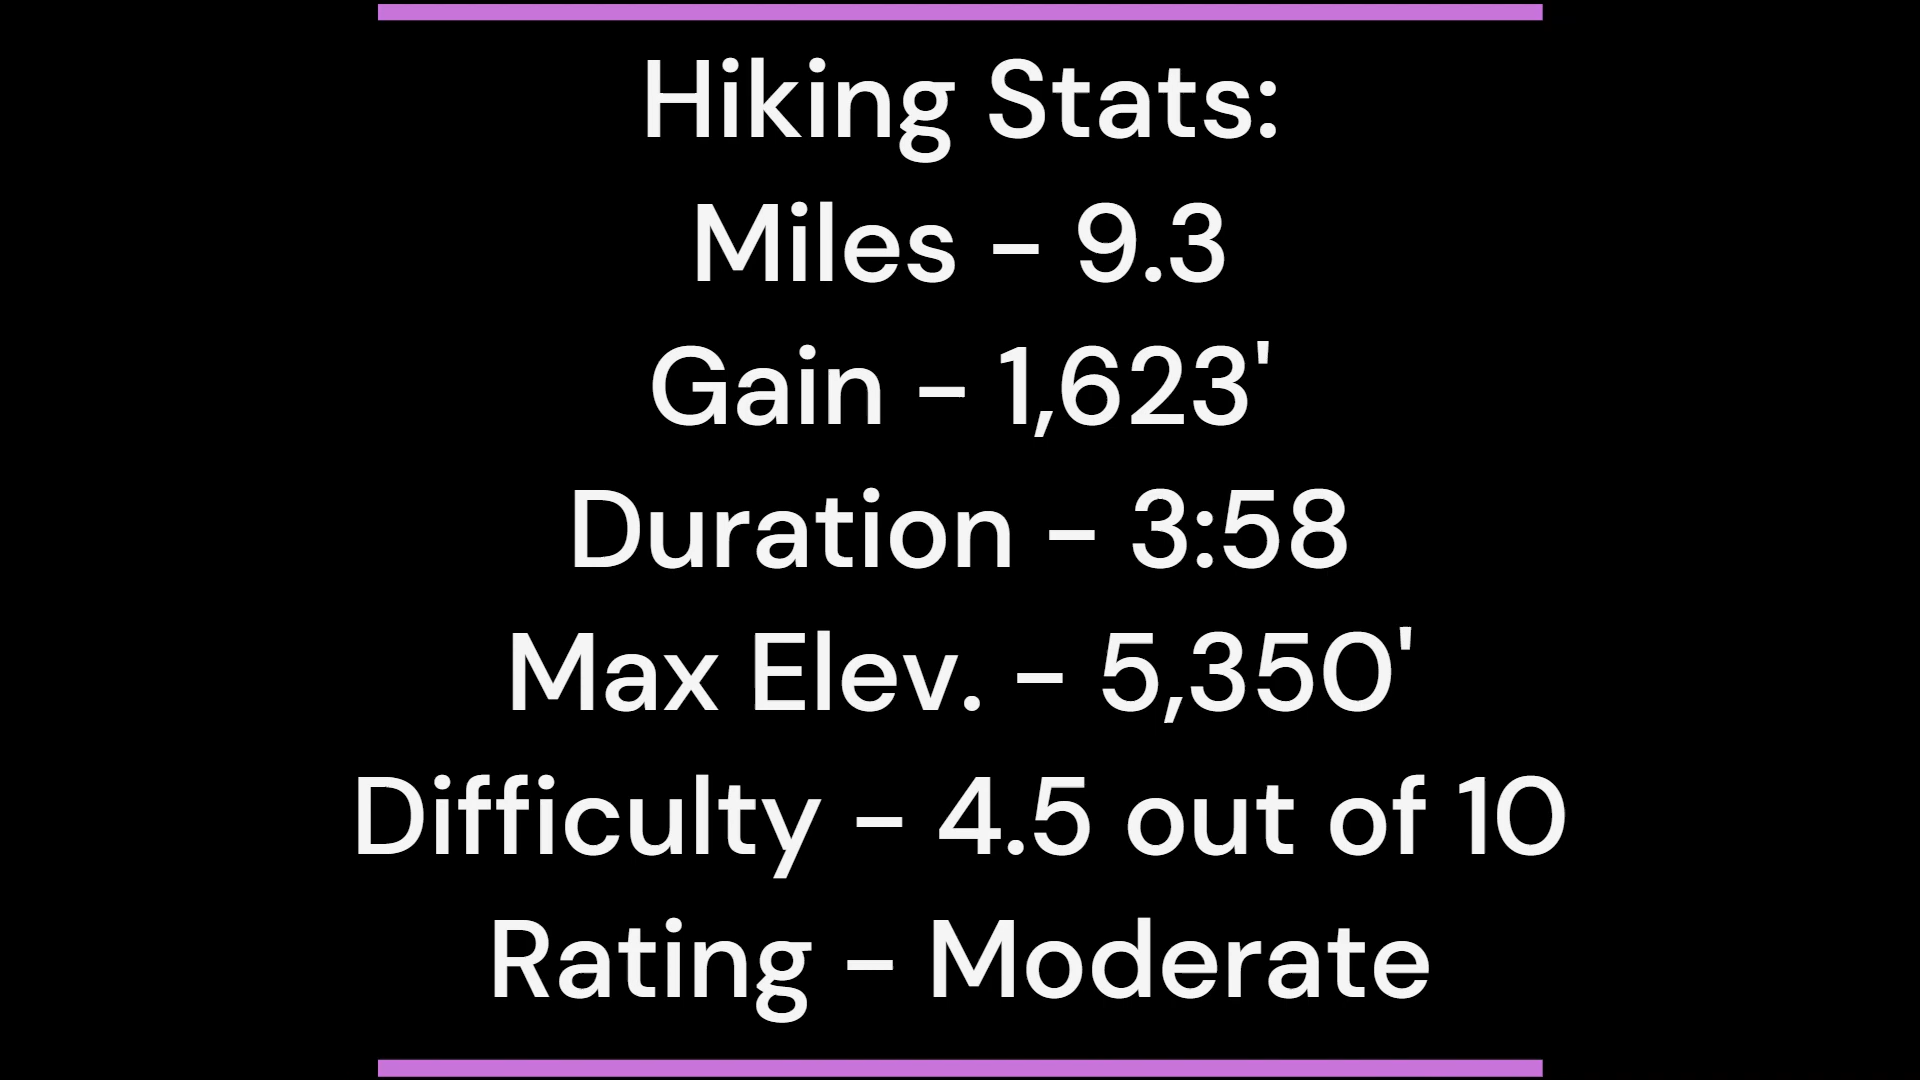 Hiking Stats:
Miles - 9.3
Gain - 1,623'
Duration - 3:58
Max Elev. - 5,350'
Difficulty - 4.5 out of 10
Rating - Moderate